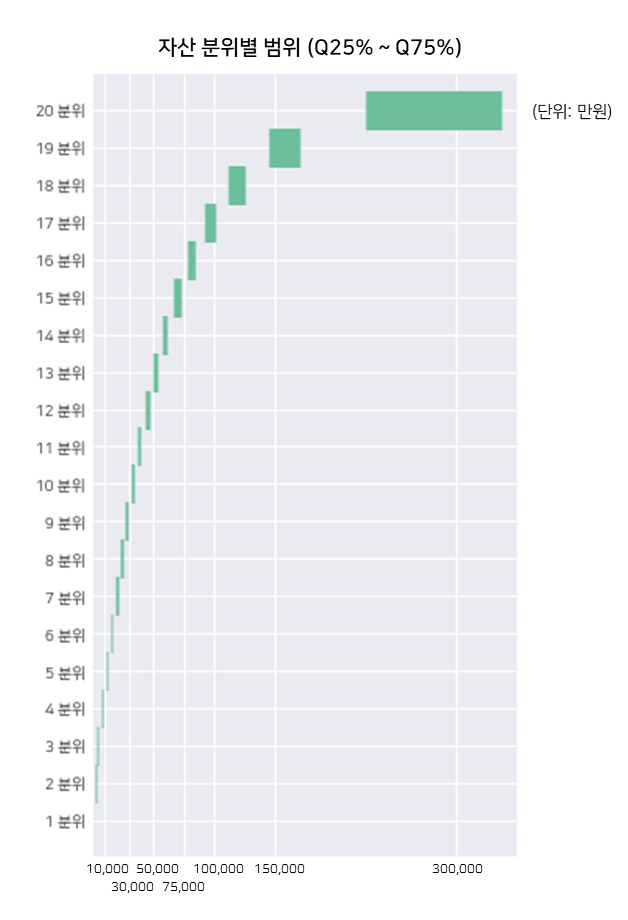 자산 분위별 범위 (Q25% ~ Q75%)
20 분위
(단위: 만원)
19 분위
18 분위
17 분위
16 분위
15 분위
14 분위
13 분위
12 분위
11 분위
10 분위
9 분위
8 분위
7 분위
6 분위
5 분위
4 분위
3 분위
2 분위
1 분위
10,000 50,000 100,000 150,000 300,000
30,000 75,000